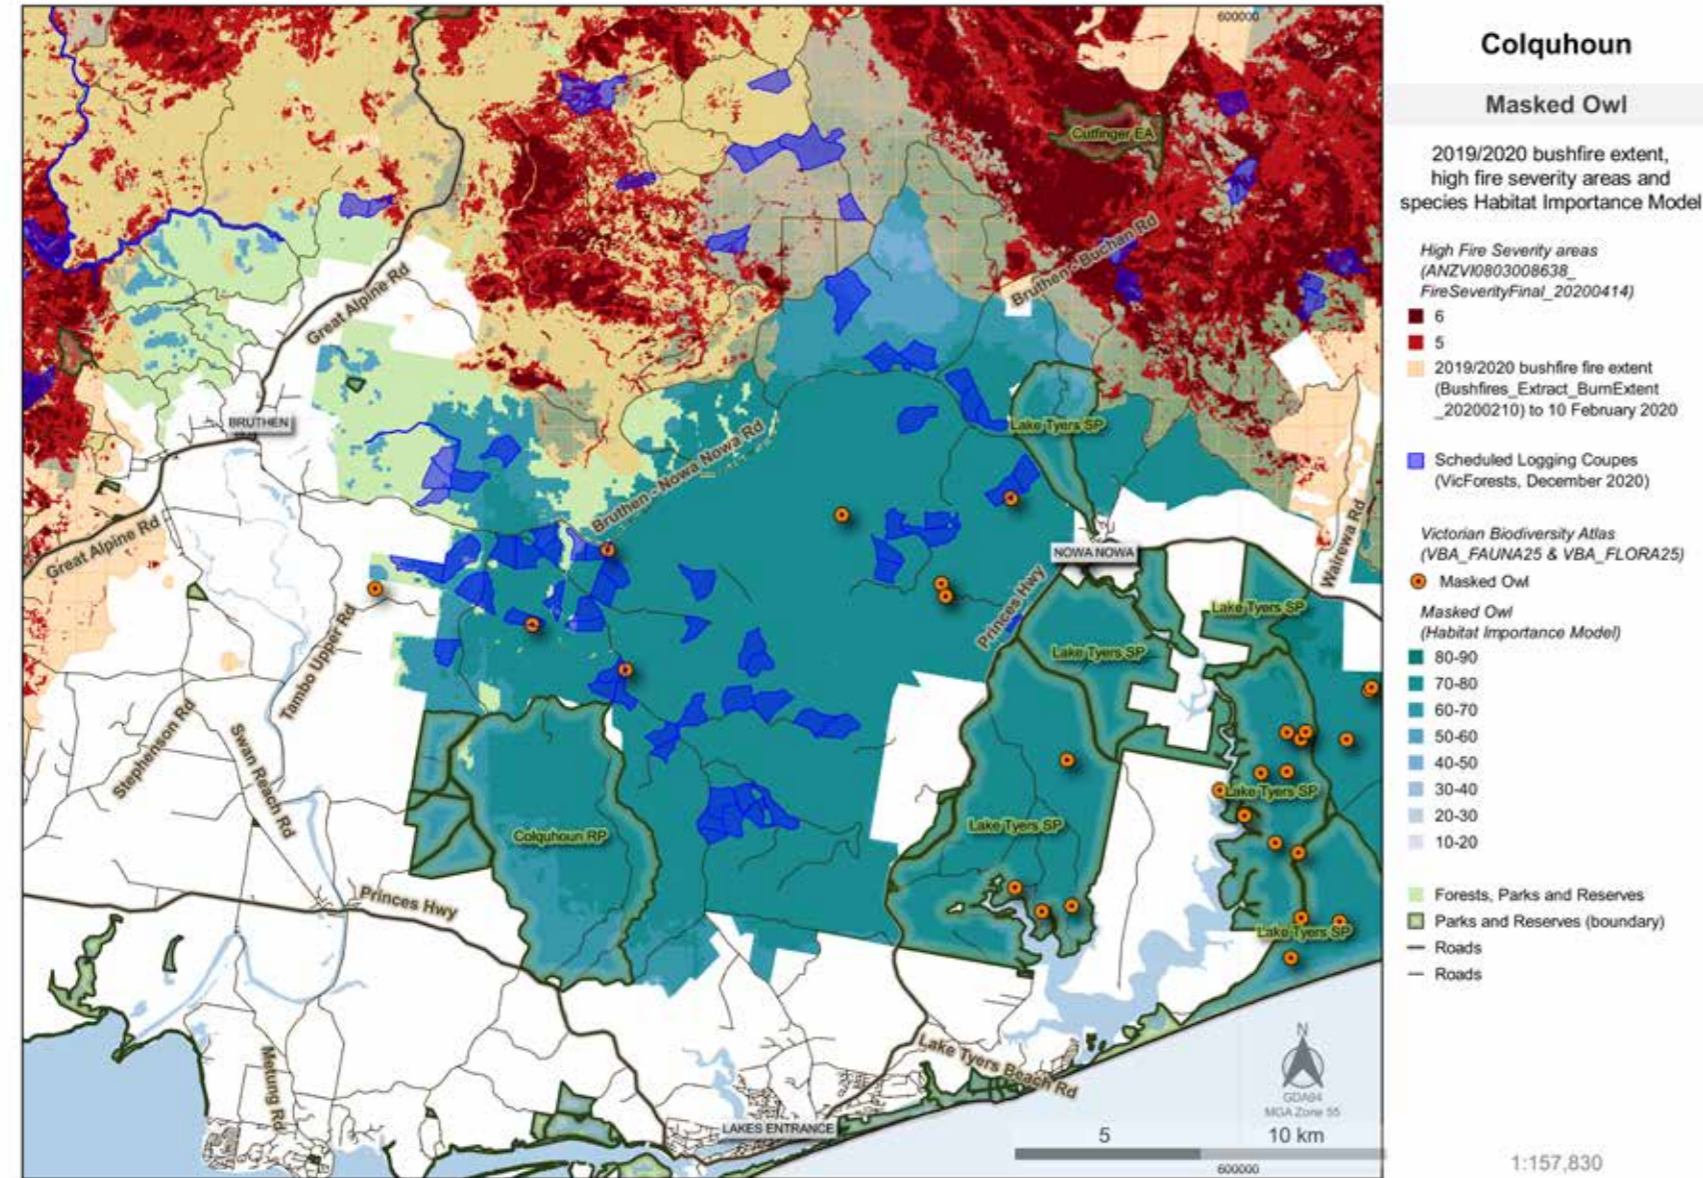 600000
Cutfinger EA
Bruthen - Buchan Rd
Great Alpine Rd
BRUTHEN
Lake Tyers SP
Bruthen - Nowa Nowa Rd
Great Alpine Rd
NOWA NOWA
Wairewa Rd
Princes Hwy
Lake Tyers SP
Tambo Upper Rd
Lake Tyers SP
Stephenson Rd
Swan Reach Rd
Lake Tyers SP
Lake Tyers SP
Colquhoun RP
Princes Hwy
Lake Tyers SP
Metung Rd
Lake Tyers Beach Rd
LAKES ENTRANCE
N
GDA94
MGA Zone 55
5
10 km
600000
Colquhoun
Masked Owl
2019/2020 bushfire extent,
high fire severity areas and
species Habitat Importance Model
High Fire Severity areas
(ANZVI0803008638_
FireSeverityFinal_20200414)
6
5
2019/2020 bushfire fire extent
(Bushfires_Extract_BurnExtent
_20200210) to 10 February 2020
Scheduled Logging Coupes
(VicForests, December 2020)
Victorian Biodiversity Atlas
(VBA_FAUNA25 & VBA_FLORA25)
Masked Owl
Masked Owl
(Habitat Importance Model)
80-90
70-80
60-70
50-60
40-50
30-40
20-30
10-20
Forests, Parks and Reserves
Parks and Reserves (boundary)
Roads
Roads
1:157,830